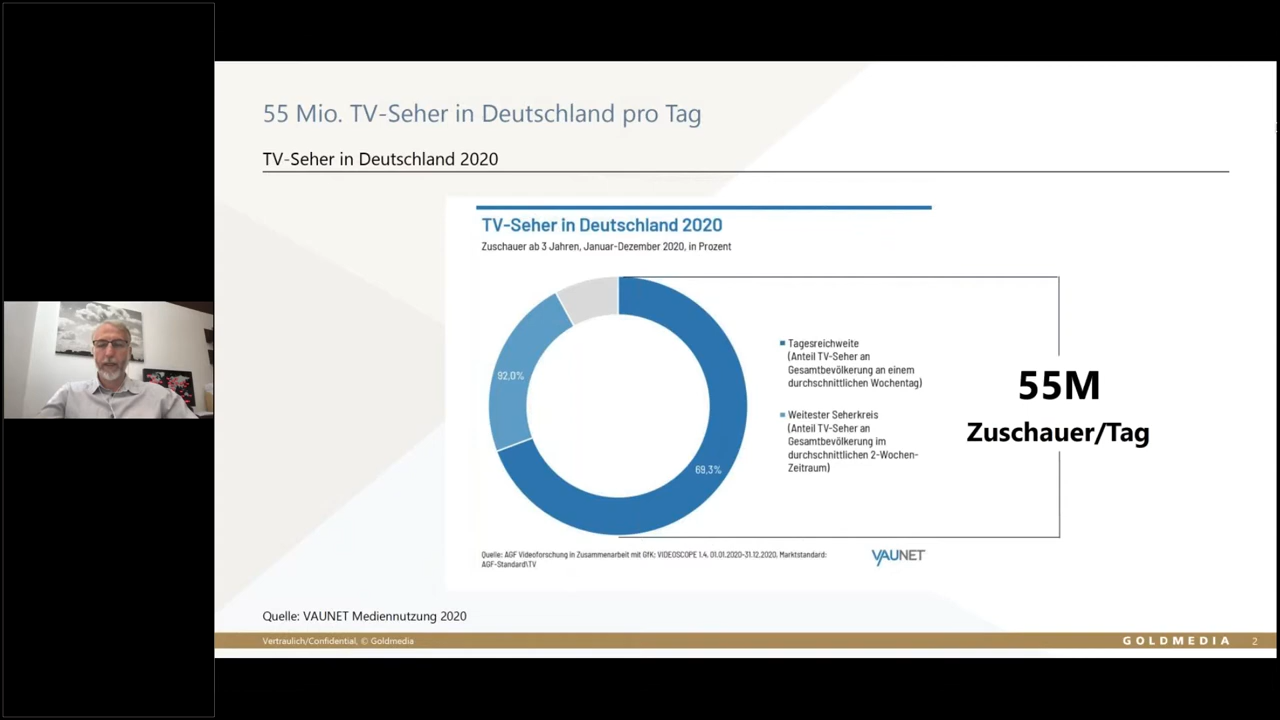 55 Mio. TV-Seher in Deutschland pro Tag
TV-Seher in Deutschland 2020
TV-Seher in Deutschland 2020
Zuschauer ab 3 Jahren, Januar-Dezember 2020, in Prozent
92,0%
69,3%
Tagesreichweite
(Anteil TV-Seher an
Gesamtbevölkerung an einem
durchschnittlichen Wochentag)
Weitester Seherkreis
(Anteil TV-Seher an
Gesamtbevölkerung im
durchschnittlichen 2-Wochen-
Zeitraum)
55M
Zuschauer/Tag
Quelle: AGF Videoforschung in Zusammenarbeit mit GfK; VIDEOSCOPE 1.4, 01.01.2020-31.12.2020, Marktstandard:
AGF-Standard\TV
VAUNET
Quelle: VAUNET Mediennutzung 2020
Vertraulich/Confidential, © Goldmedia
GOLDMEDIA
2